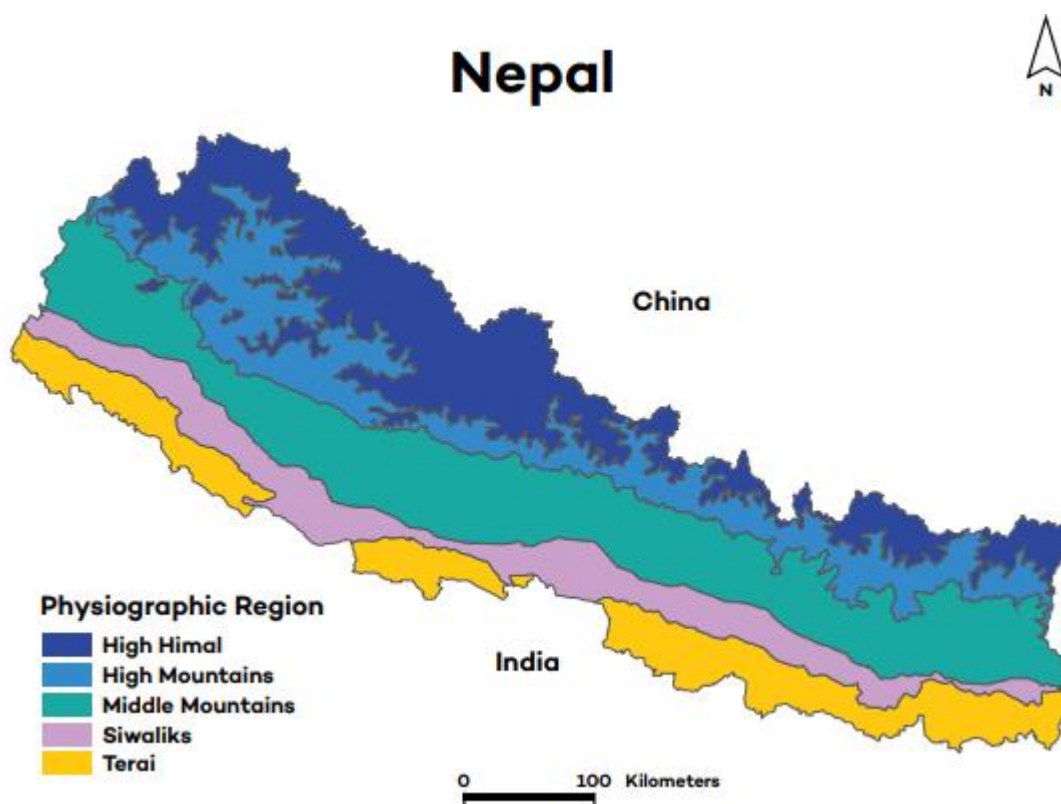 Nepal
N
China
India
Physiographic Region
High Himal
High Mountains
Middle Mountains
Siwaliks
Terai
0 100 Kilometers